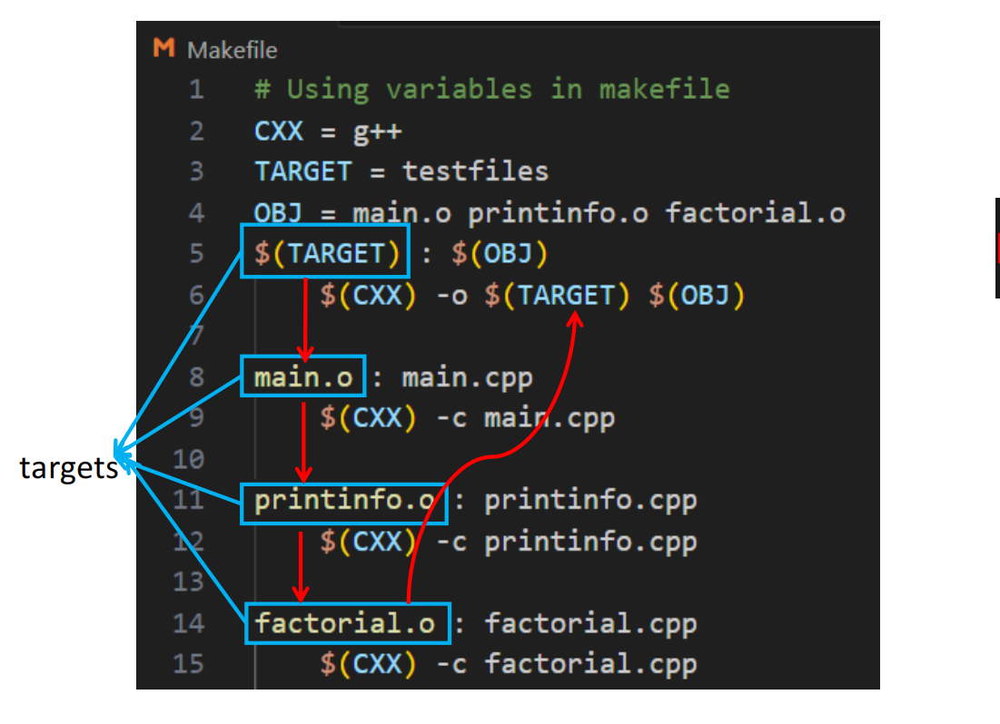 M Makefile
1 # Using variables in makefile
2 CXX = g++
3 TARGET = testfiles
4 OBJ = main.o printinfo.o factorial.o
5 $(TARGET) : $(OBJ)
6 $(CXX) -o $(TARGET) $(OBJ)
7
8 main.o : main.cpp
9 $(CXX) -c main.cpp
targets
10
11 printinfo.o : printinfo.cpp
12 $(CXX) -c printinfo.cpp
13
14 factorial.o : factorial.cpp
15 $(CXX) -c factorial.cpp